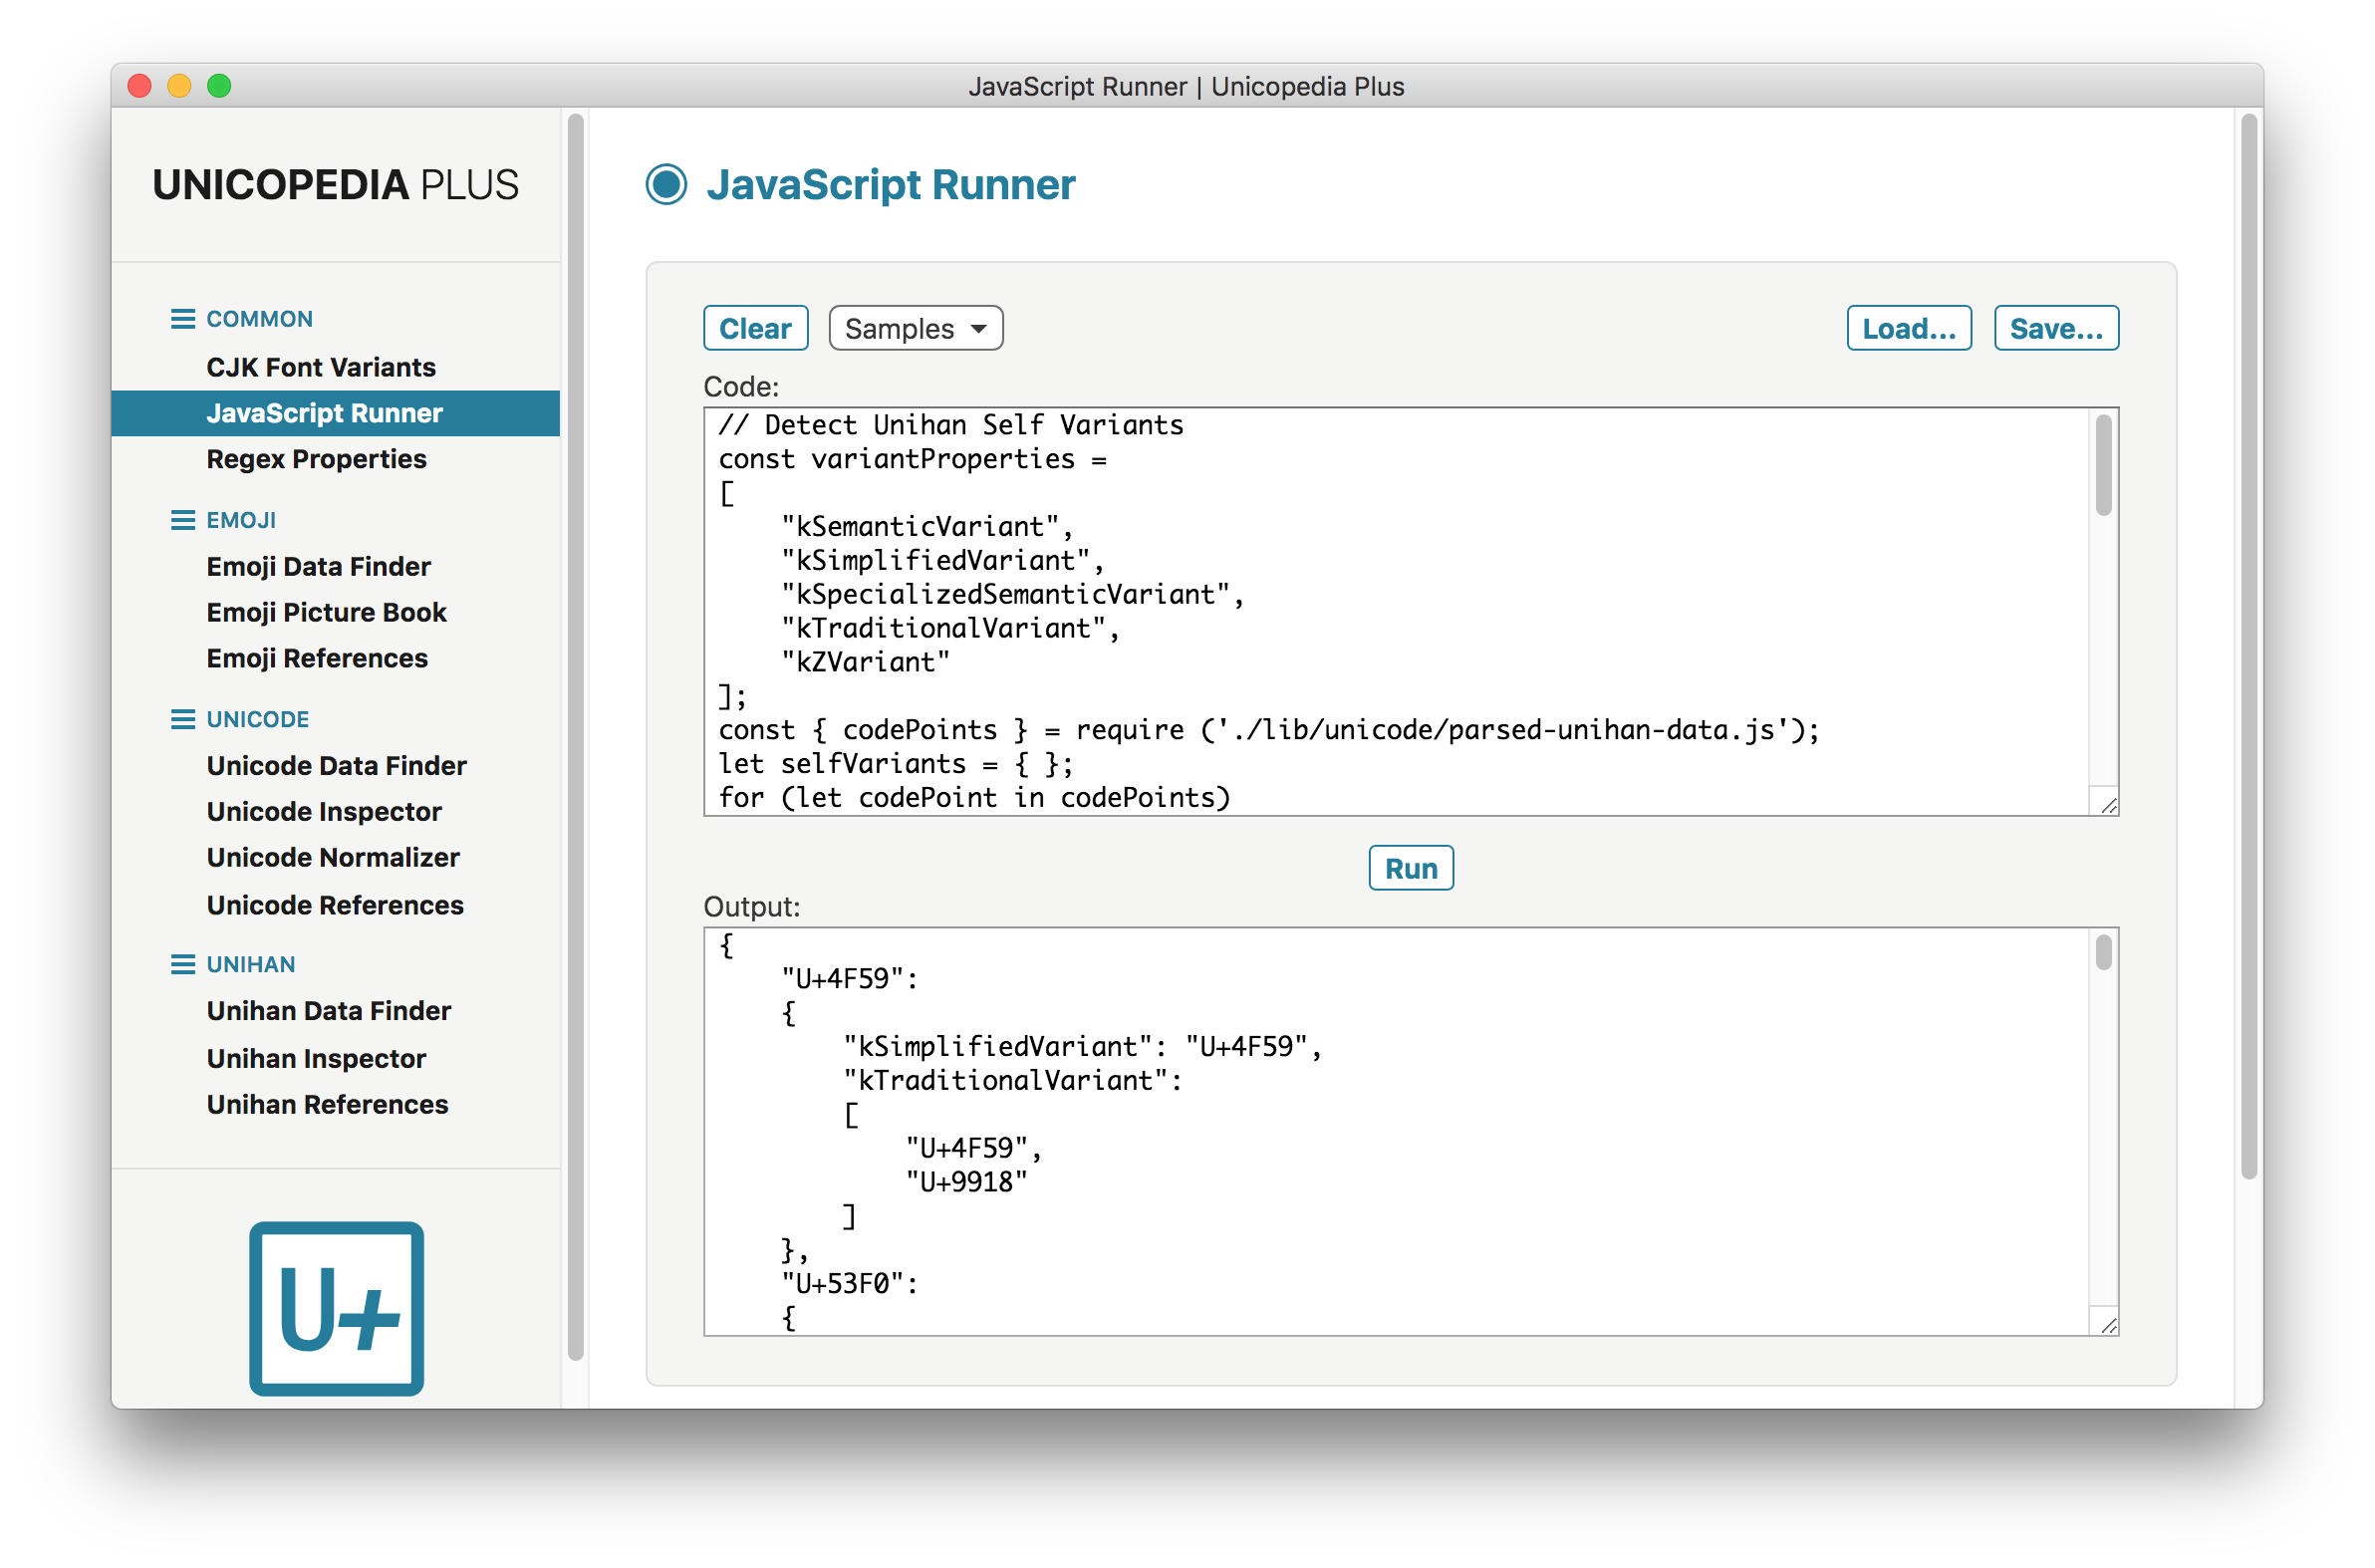 JavaScript Runner | Unicopedia Plus
UNICOPEDIA PLUS
COMMON
CJK Font Variants
JavaScript Runner
Regex Properties
EMOJI
Emoji Data Finder
Emoji Picture Book
Emoji References
UNICODE
Unicode Data Finder
Unicode Inspector
Unicode Normalizer
Unicode References
UNIHAN
Unihan Data Finder
Unihan Inspector
Unihan References
U+
JavaScript Runner
Clear Samples Load... Save...
Code:
// Detect Unihan Self Variants
const variantProperties =
[
    "kSemanticVariant",
    "kSimplifiedVariant",
    "kSpecializedSemanticVariant",
    "kTraditionalVariant",
    "kZVariant"
];
const { codePoints } = require ('./lib/unicode/parsed-unihan-data.js');
let selfVariants = { };
for (let codePoint in codePoints)
Run
Output:
{
    "U+4F59":
    {
        "kSimplifiedVariant": "U+4F59",
        "kTraditionalVariant":
        [
            "U+4F59",
            "U+9918"
        ]
    },
    "U+53F0":
    {